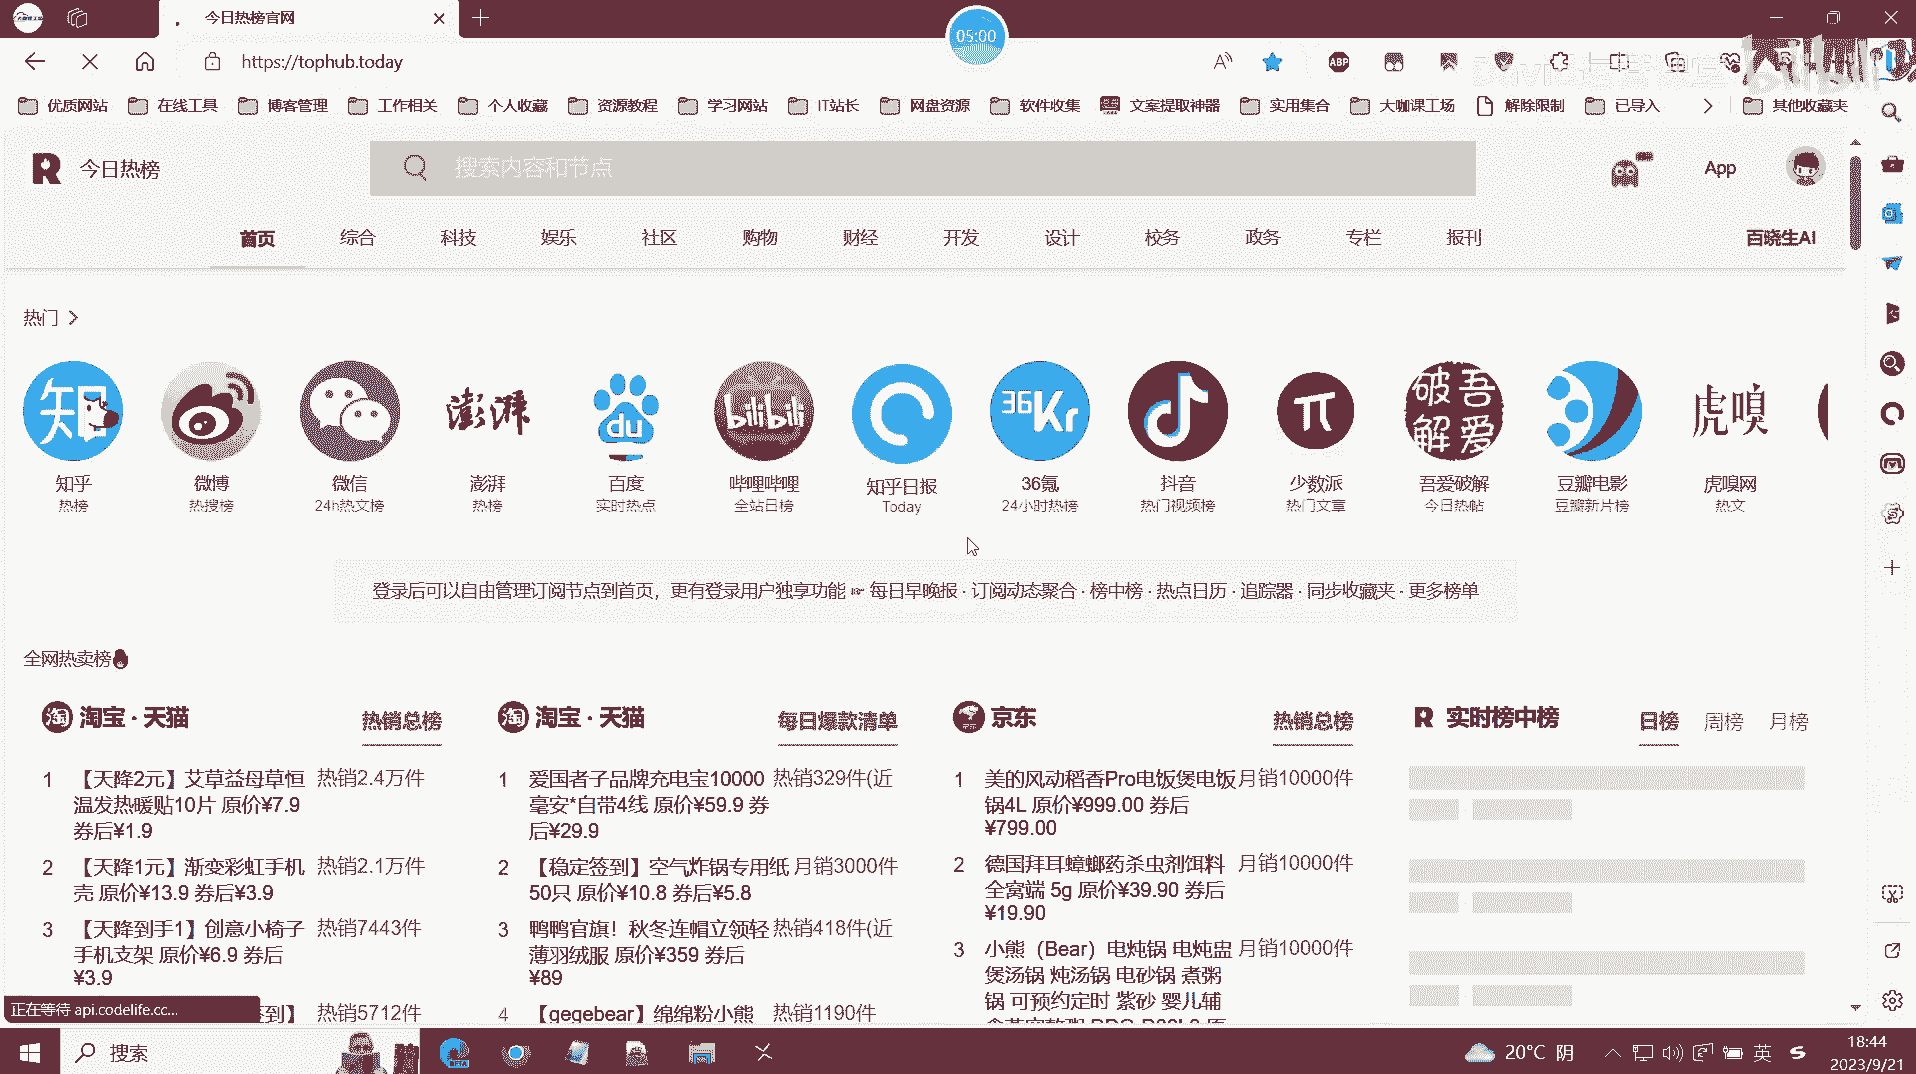 今日热榜官网
05:00
https://tophub.today
ABP
bilibili
优质网站 在线工具 博客管理 工作相关 个人收藏 资源教程 学习网站 IT站长 网盘资源 软件收集 文案提取神器 实用集合 大咖课工场 解除限制 已导入 其他收藏夹
今日热榜
搜索内容和节点
App
首页 综合 科技 娱乐 社区 购物 财经 开发 设计 校务 政务 专栏 报刊 百晓生AI
热门
知 澎湃 du bilibili 36Kr 吾爱破解 虎嗅
知乎 微博 微信 澎湃 百度 哔哩哔哩 知乎日报 36氪 抖音 少数派 吾爱破解 豆瓣电影 虎嗅网
热榜 热搜榜 24h热文榜 热榜 实时热点 全站日榜 Today 24小时热榜 热门视频榜 热门文章 今日热帖 豆瓣新片榜 热文
登录后可以自由管理订阅节点到首页，更有登录用户独享功能 ☞ 每日早晚报 · 订阅动态聚合 · 榜中榜 · 热点日历 · 追踪器 · 同步收藏夹 · 更多榜单
全网热卖榜
淘 淘宝 · 天猫 热销总榜
1 【天降2元】艾草益母草恒 热销2.4万件
温发热暖贴10片 原价¥7.9
券后¥1.9
2 【天降1元】渐变彩虹手机 热销2.1万件
壳 原价¥13.9 券后¥3.9
3 【天降到手1】创意小椅子 热销7443件
手机支架 原价¥6.9 券后
¥3.9
签到】 热销5712件
淘 淘宝 · 天猫 每日爆款清单
1 爱国者子品牌充电宝10000 热销329件(近
毫安*自带4线 原价¥59.9 券
后¥29.9
2 【稳定签到】空气炸锅专用纸 月销3000件
50只 原价¥10.8 券后¥5.8
3 鸭鸭官旗！秋冬连帽立领轻 热销418件(近
薄羽绒服 原价¥359 券后
¥89
4 【gegebear】绵绵粉小熊 热销1190件
京东 热销总榜
1 美的风动稻香Pro电饭煲电饭 月销10000件
锅4L 原价¥999.00 券后
¥799.00
2 德国拜耳蟑螂药杀虫剂饵料 月销10000件
全窝端 5g 原价¥39.90 券后
¥19.90
3 小熊（Bear）电炖锅 电炖盅 月销10000件
煲汤锅 炖汤锅 电砂锅 煮粥
锅 可预约定时 紫砂 婴儿辅
实时榜中榜 日榜 周榜 月榜
正在等待 api.codelife.cc...
搜索
20°C 阴
英
18:44
2023/9/21